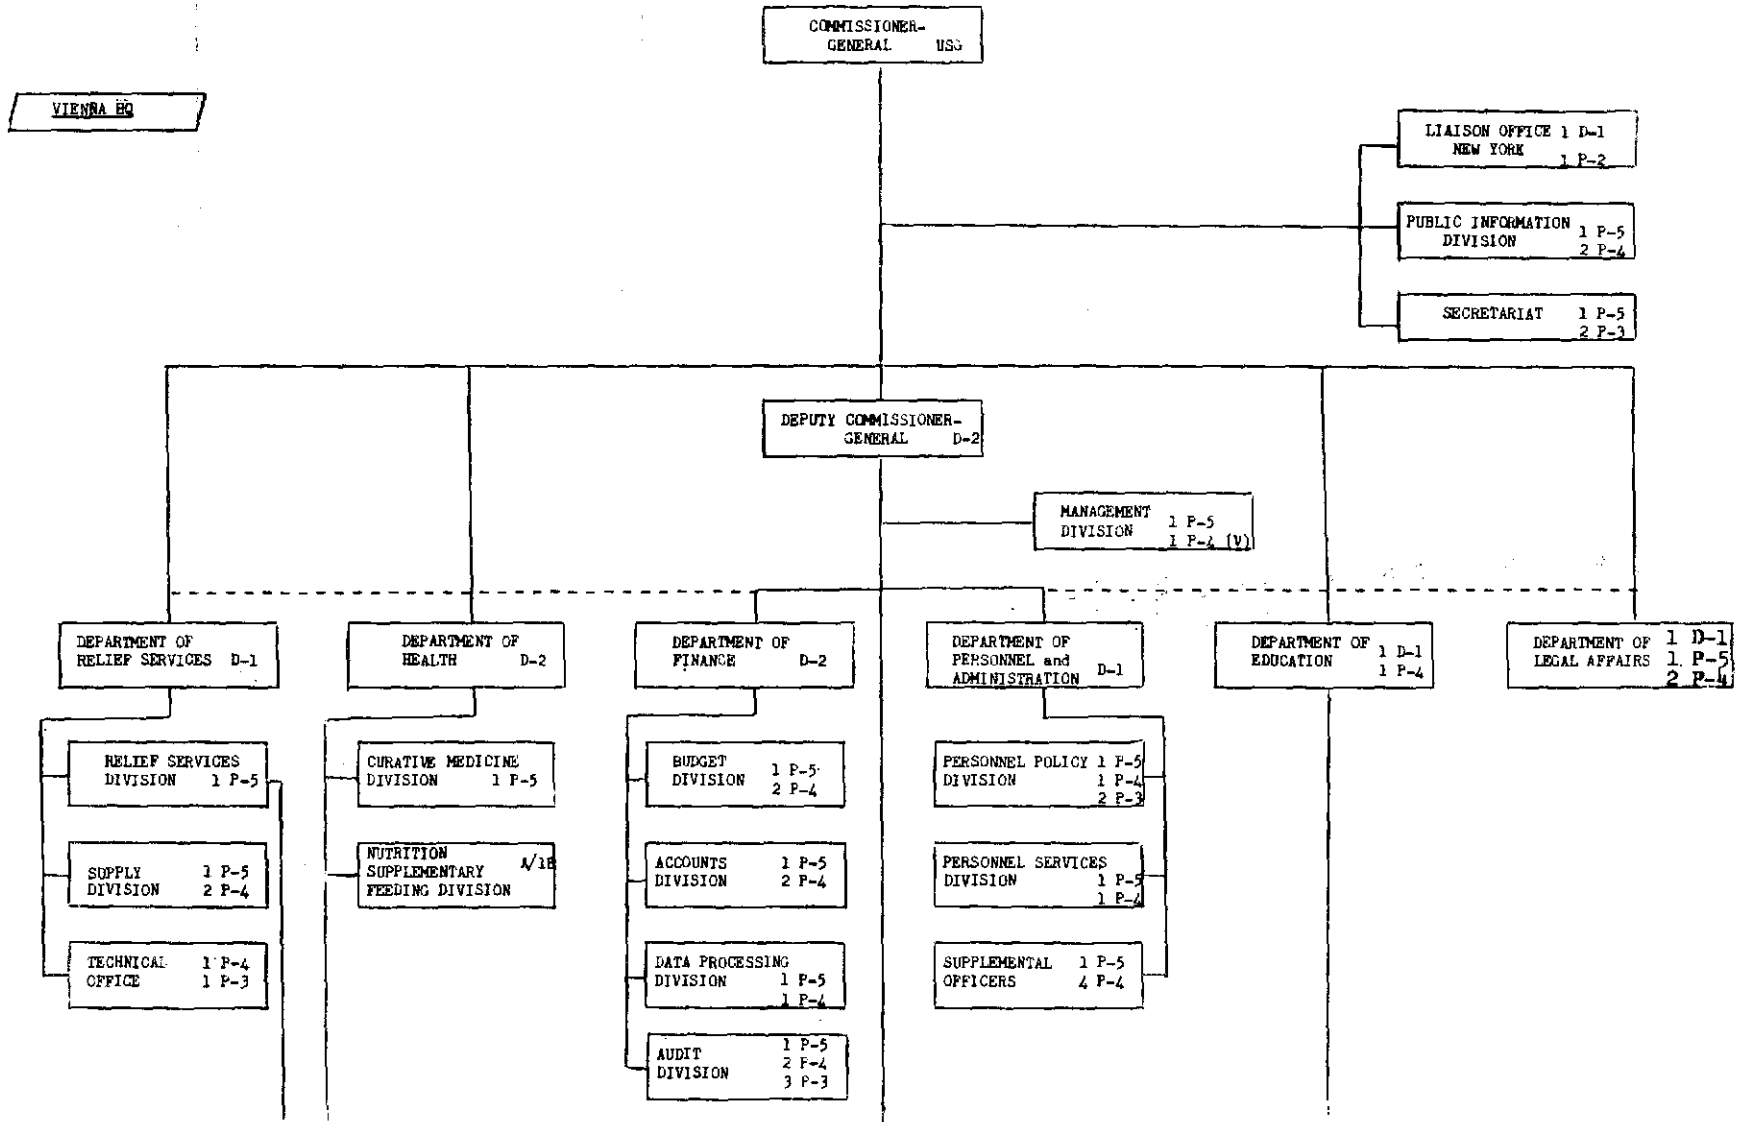 COMMISSIONER-
GENERAL USG
VIENNA HQ
LIAISON OFFICE 1 D-1
NEW YORK
1 P-2
PUBLIC INFORMATION
DIVISION
1 P-5
2 P-4
SECRETARIAT 1 P-5
2 P-3
DEPUTY COMMISSIONER-
GENERAL D-2
MANAGEMENT
DIVISION
1 P-5
1 P-4 (V)
DEPARTMENT OF
RELIEF SERVICES D-1
DEPARTMENT OF
HEALTH D-2
DEPARTMENT OF
FINANCE D-2
DEPARTMENT OF
PERSONNEL and
ADMINISTRATION D-1
DEPARTMENT OF
EDUCATION
1 D-1
1 P-4
DEPARTMENT OF 1 D-1
LEGAL AFFAIRS 1. P-5
2 P-4
RELIEF SERVICES
DIVISION 1 P-5
SUPPLY 1 P-5
DIVISION 2 P-4
TECHNICAL 1 P-4
OFFICE 1 P-3
CURATIVE MEDICINE
DIVISION 1 P-5
NUTRITION
SUPPLEMENTARY
FEEDING DIVISION
BUDGET
DIVISION
1 P-5
2 P-4
ACCOUNTS 1 P-5
DIVISION 2 P-4
DATA PROCESSING
DIVISION 1 P-5
1 P-4
AUDIT
DIVISION
1 P-5
2 P-4
3 P-3
PERSONNEL POLICY 1 P-5
DIVISION 1 P-4
2 P-3
PERSONNEL SERVICES
DIVISION 1 P-5
1 P-4
SUPPLEMENTAL 1 P-5
OFFICERS 4 P-4